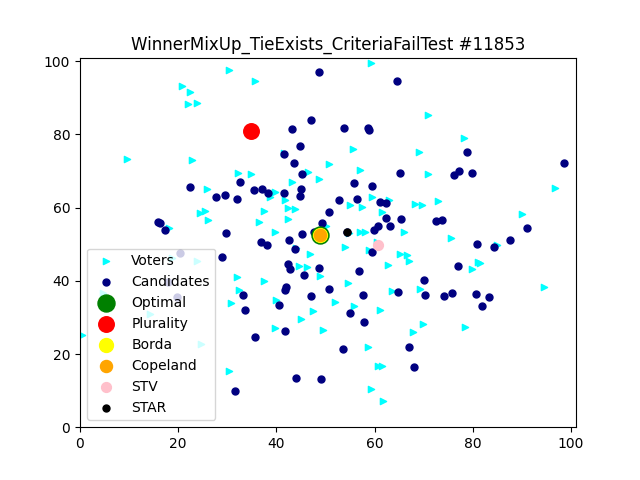 WinnerMixUp_TieExists_CriteriaFailTest #11853
100
80
60
40
20
0
Voters
Candidates
Optimal
Plurality
Borda
Copeland
STV
STAR
0 20 40 60 80 100